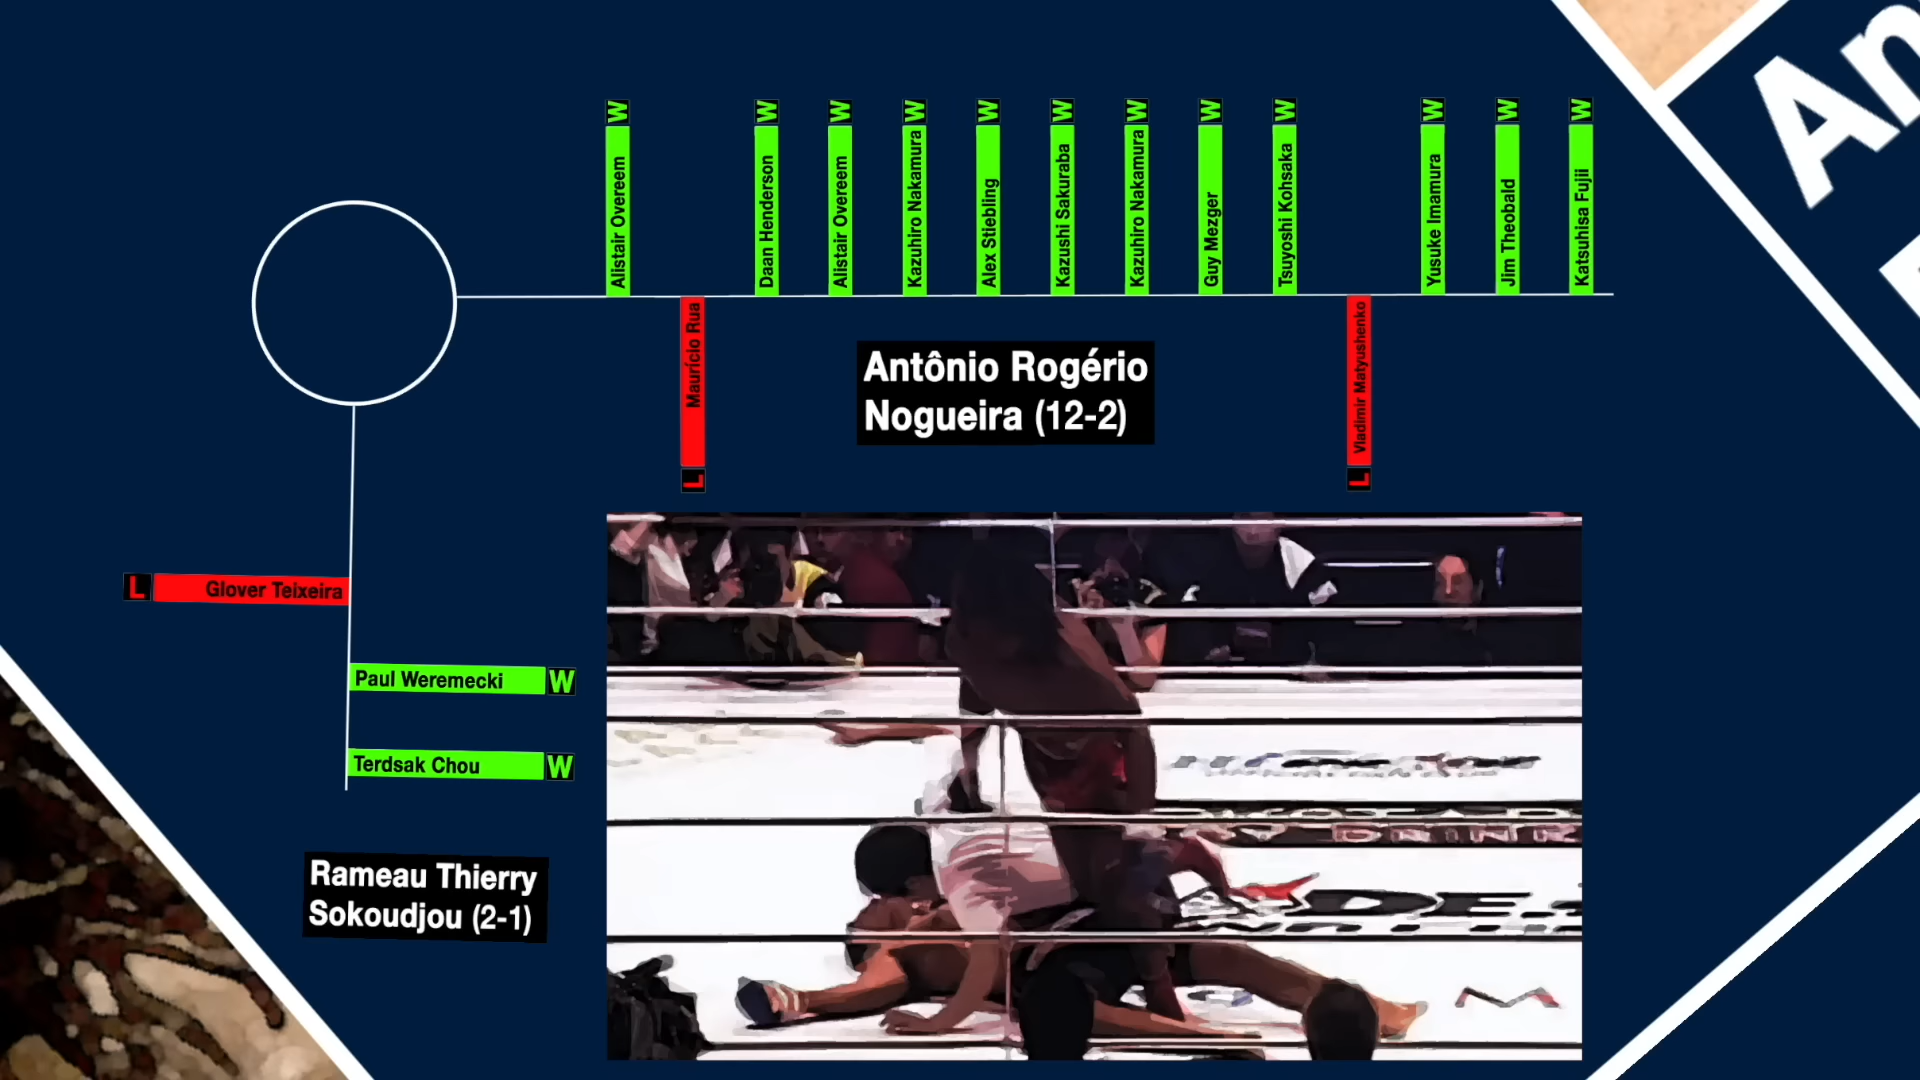 An
W
W
W
W
W
W
W
W
W
W
W
W
Alistair Overeem
Daan Henderson
Alistair Overeem
Kazuhiro Nakamura
Alex Stiebling
Kazushi Sakuraba
Kazuhiro Nakamura
Guy Mezger
Tsuyoshi Kohsaka
Yusuke Imamura
Jim Theobald
Katsuhisa Fujii
Maurício Rua
L
Vladimir Matyushenko
L
Antônio Rogério
Nogueira (12-2)
L Glover Teixeira
Paul Weremecki W
Terdsak Chou W
Rameau Thierry
Sokoudjou (2-1)